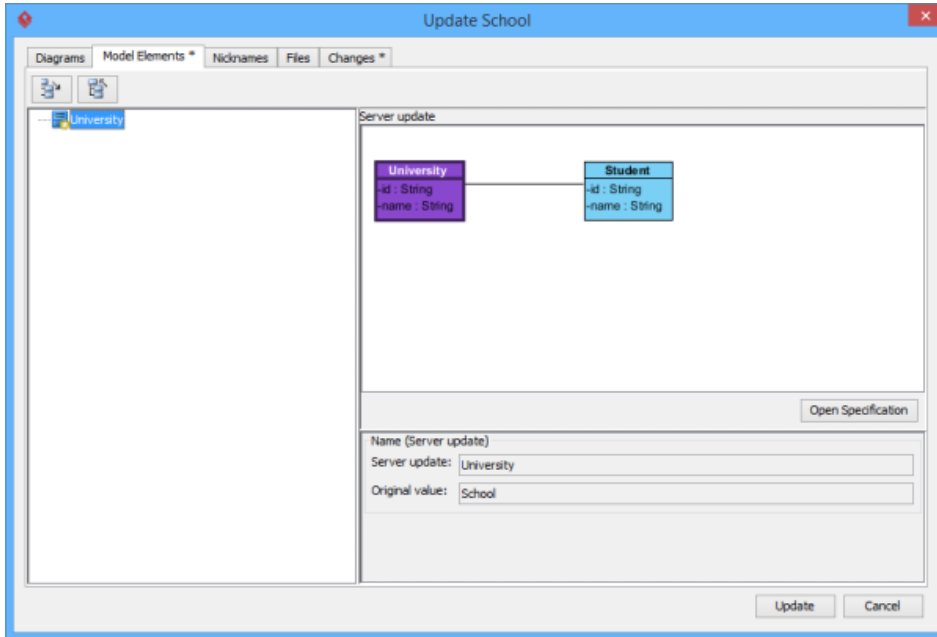 Update School
Diagrams Model Elements * Nicknames Files Changes *
University
Server update
University
-id : String
-name : String
Student
-id : String
-name : String
Open Specification
Name (Server update)
Server update: University
Original value: School
Update Cancel